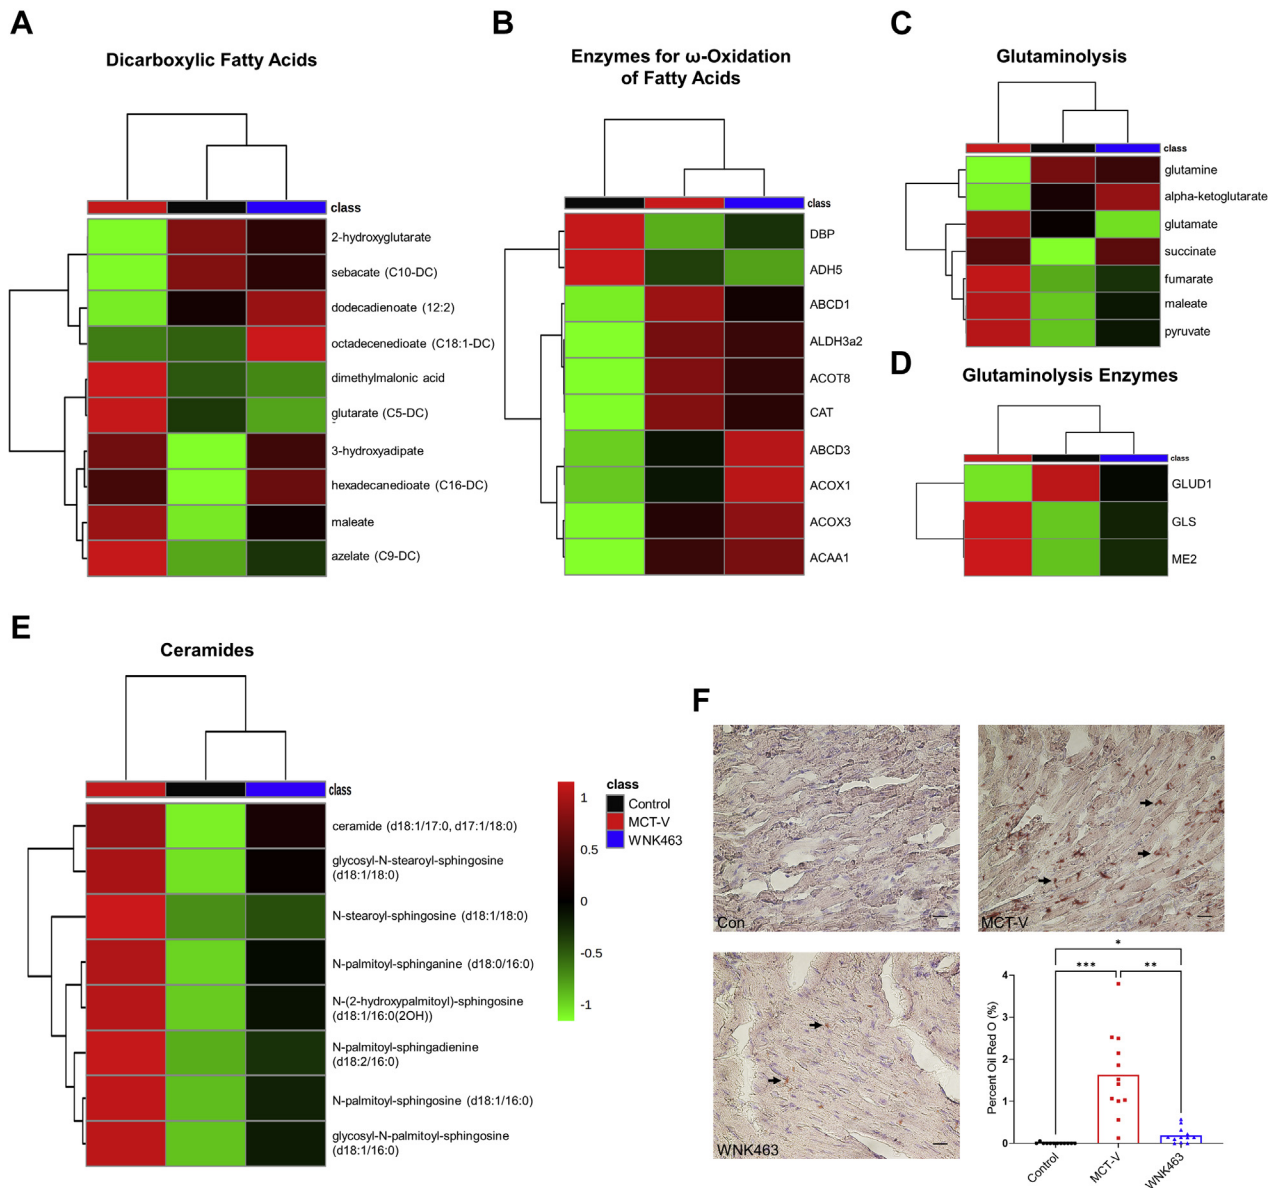 A
Dicarboxylic Fatty Acids
class
2-hydroxyglutarate
sebacate (C10-DC)
dodecadienoate (12:2)
octadecenedioate (C18:1-DC)
dimethylmalonic acid
glutarate (C5-DC)
3-hydroxyadipate
hexadecanedioate (C16-DC)
maleate
azelate (C9-DC)
B
Enzymes for ω-Oxidation
of Fatty Acids
class
DBP
ADH5
ABCD1
ALDH3a2
ACOT8
CAT
ABCD3
ACOX1
ACOX3
ACAA1
C
Glutaminolysis
class
glutamine
alpha-ketoglutarate
glutamate
succinate
fumarate
maleate
pyruvate
D
Glutaminolysis Enzymes
class
GLUD1
GLS
ME2
E
Ceramides
class
ceramide (d18:1/17:0, d17:1/18:0)
glycosyl-N-stearoyl-sphingosine
(d18:1/18:0)
N-stearoyl-sphingosine (d18:1/18:0)
N-palmitoyl-sphinganine (d18:0/16:0)
N-(2-hydroxypalmitoyl)-sphingosine
(d18:1/16:0(2OH))
N-palmitoyl-sphingadienine
(d18:2/16:0)
N-palmitoyl-sphingosine (d18:1/16:0)
glycosyl-N-palmitoyl-sphingosine
(d18:1/16:0)
1
0.5
0
-0.5
-1
class
Control
MCT-V
WNK463
F
Con
MCT-V
WNK463
Percent Oil Red O (%)
4
3
2
1
0
*
***
**
Control
MCT-V
WNK463